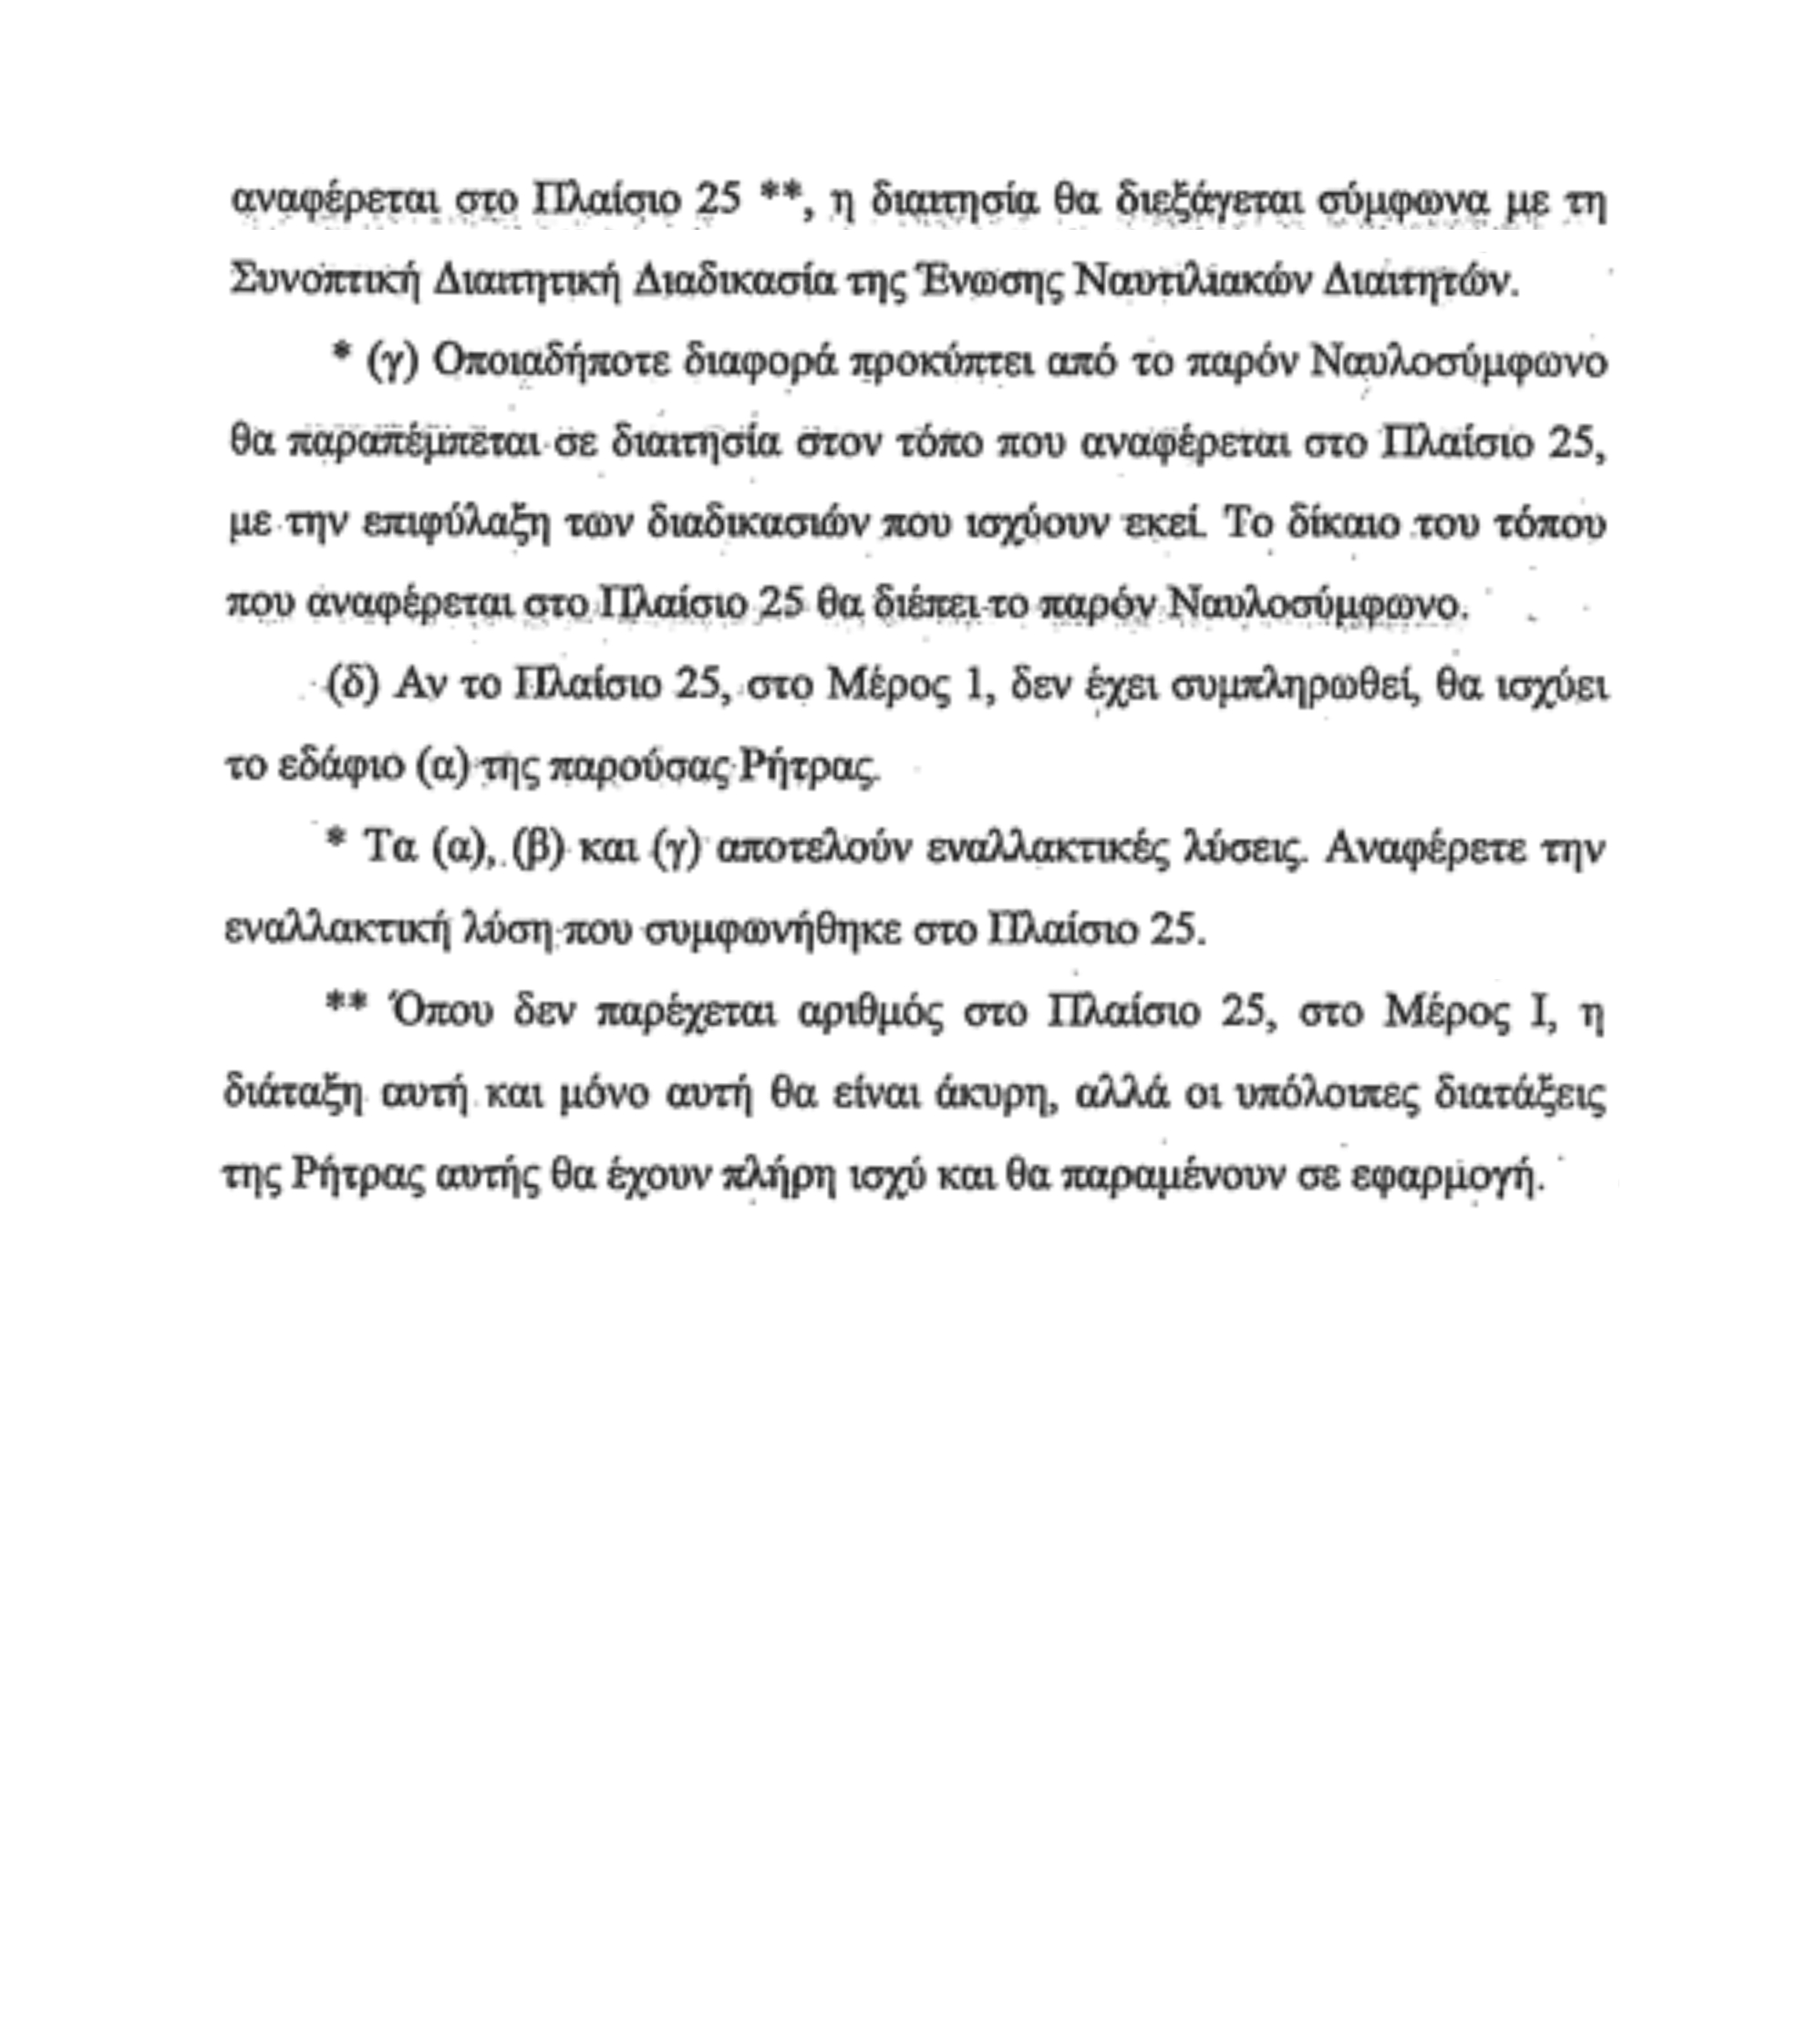 αναφέρεται στο Πλαίσιο 25 **, η διαιτησία θα διεξάγεται σύμφωνα με τη
Συνοπτική Διαιτητική Διαδικασία της Ένωσης Ναυτιλιακών Διαιτητών.
* (γ) Οποιαδήποτε διαφορά προκύπτει από το παρόν Ναυλοσύμφωνο
θα παραπέμπεται σε διαιτησία στον τόπο που αναφέρεται στο Πλαίσιο 25,
με την επιφύλαξη των διαδικασιών που ισχύουν εκεί. Το δίκαιο του τόπου
που αναφέρεται στο Πλαίσιο 25 θα διέπει το παρόν Ναυλοσύμφωνο.
(δ) Αν το Πλαίσιο 25, στο Μέρος 1, δεν έχει συμπληρωθεί, θα ισχύει
το εδάφιο (α) της παρούσας Ρήτρας.
* Τα (α), (β) και (γ) αποτελούν εναλλακτικές λύσεις. Αναφέρετε την
εναλλακτική λύση που συμφωνήθηκε στο Πλαίσιο 25.
** Όπου δεν παρέχεται αριθμός στο Πλαίσιο 25, στο Μέρος Ι, η
διάταξη αυτή και μόνο αυτή θα είναι άκυρη, αλλά οι υπόλοιπες διατάξεις
της Ρήτρας αυτής θα έχουν πλήρη ισχύ και θα παραμένουν σε εφαρμογή.